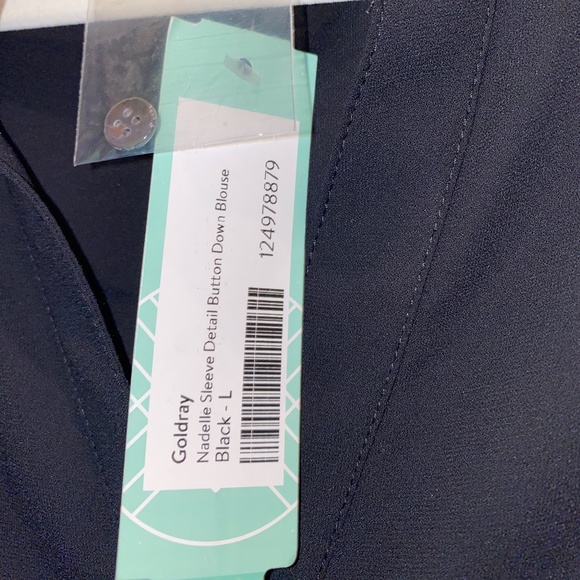 Goldray
Nadelle Sleeve Detail Button Down Blouse
Black - L
124978879